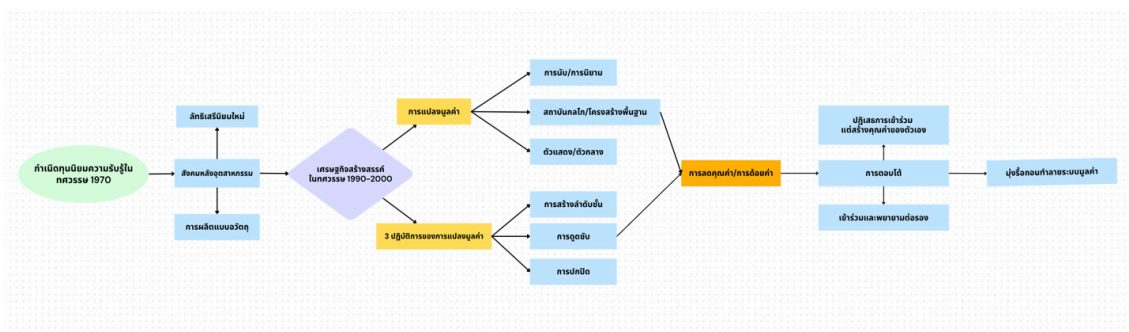 กำเนิดทุนนิยมความรู้ใน
ทศวรรษ 1970
ลัทธิเสรีนิยมใหม่
สังคมหลังอุตสาหกรรม
การผลิตแบบอวัตถุ
เศรษฐกิจสร้างสรรค์
ในทศวรรษ 1990-2000
การแปลงมูลค่า
3 ปฏิบัติการของการแปลงมูลค่า
การนับ/การนิยาม
สถาบันกลไก/โครงสร้างพื้นฐาน
ตัวแสดง/ตัวกลาง
การสร้างลำดับชั้น
การดูดซับ
การปกปิด
การลดคุณค่า/การด้อยค่า
ปฏิเสธการเข้าร่วม
แต่สร้างคุณค่าของตัวเอง
การตอบโต้
เข้าร่วมและพยายามต่อรอง
มุ่งรื้อถอนทำลายระบบมูลค่า